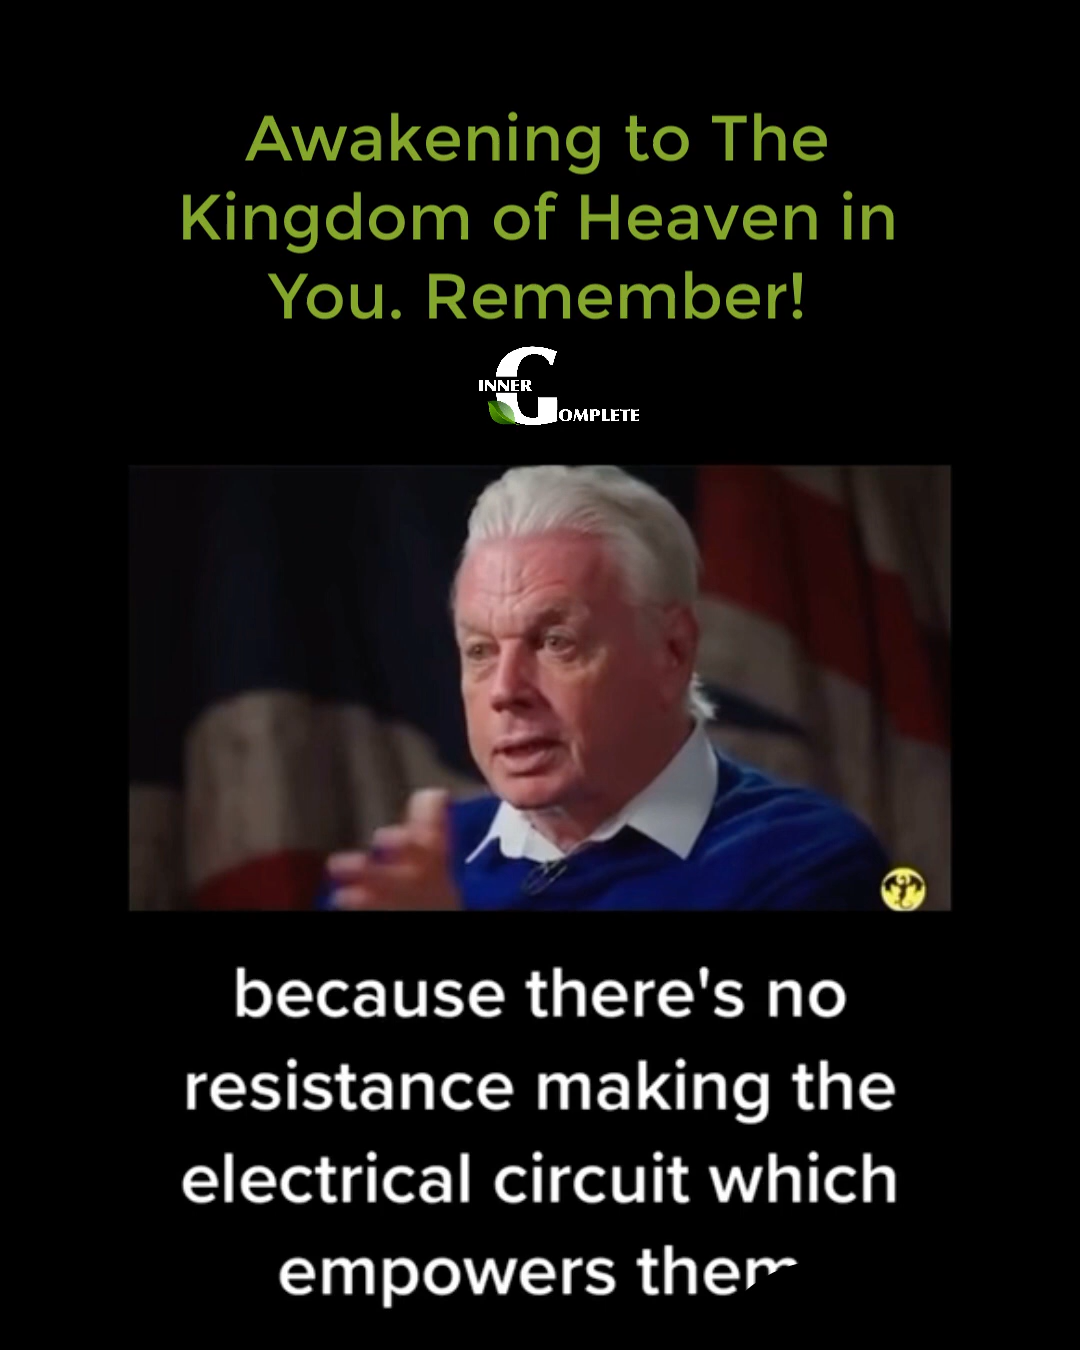 Awakening to The
Kingdom of Heaven in
You. Remember!
INNER
COMPLETE
because there's no
resistance making the
electrical circuit which
empowers them